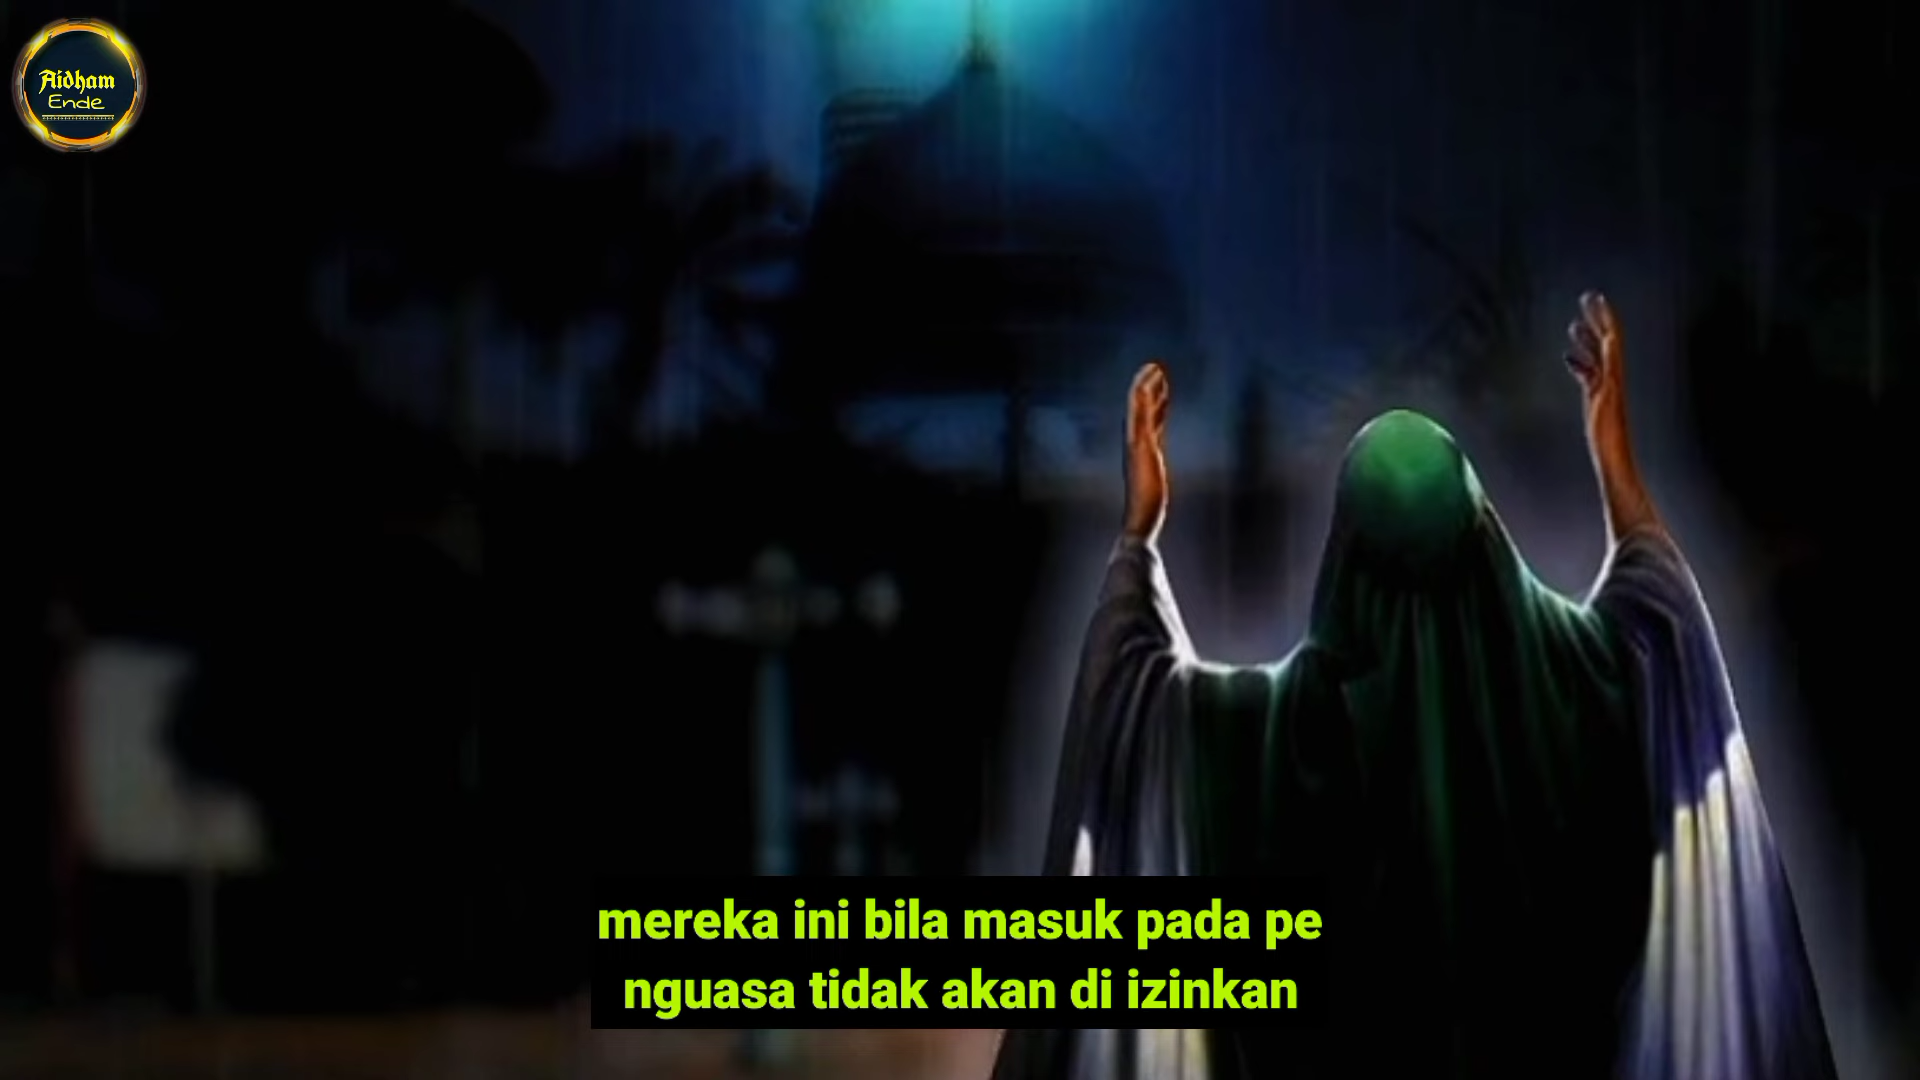 Aidham
Ende
mereka ini bila masuk pada pe
nguasa tidak akan di izinkan